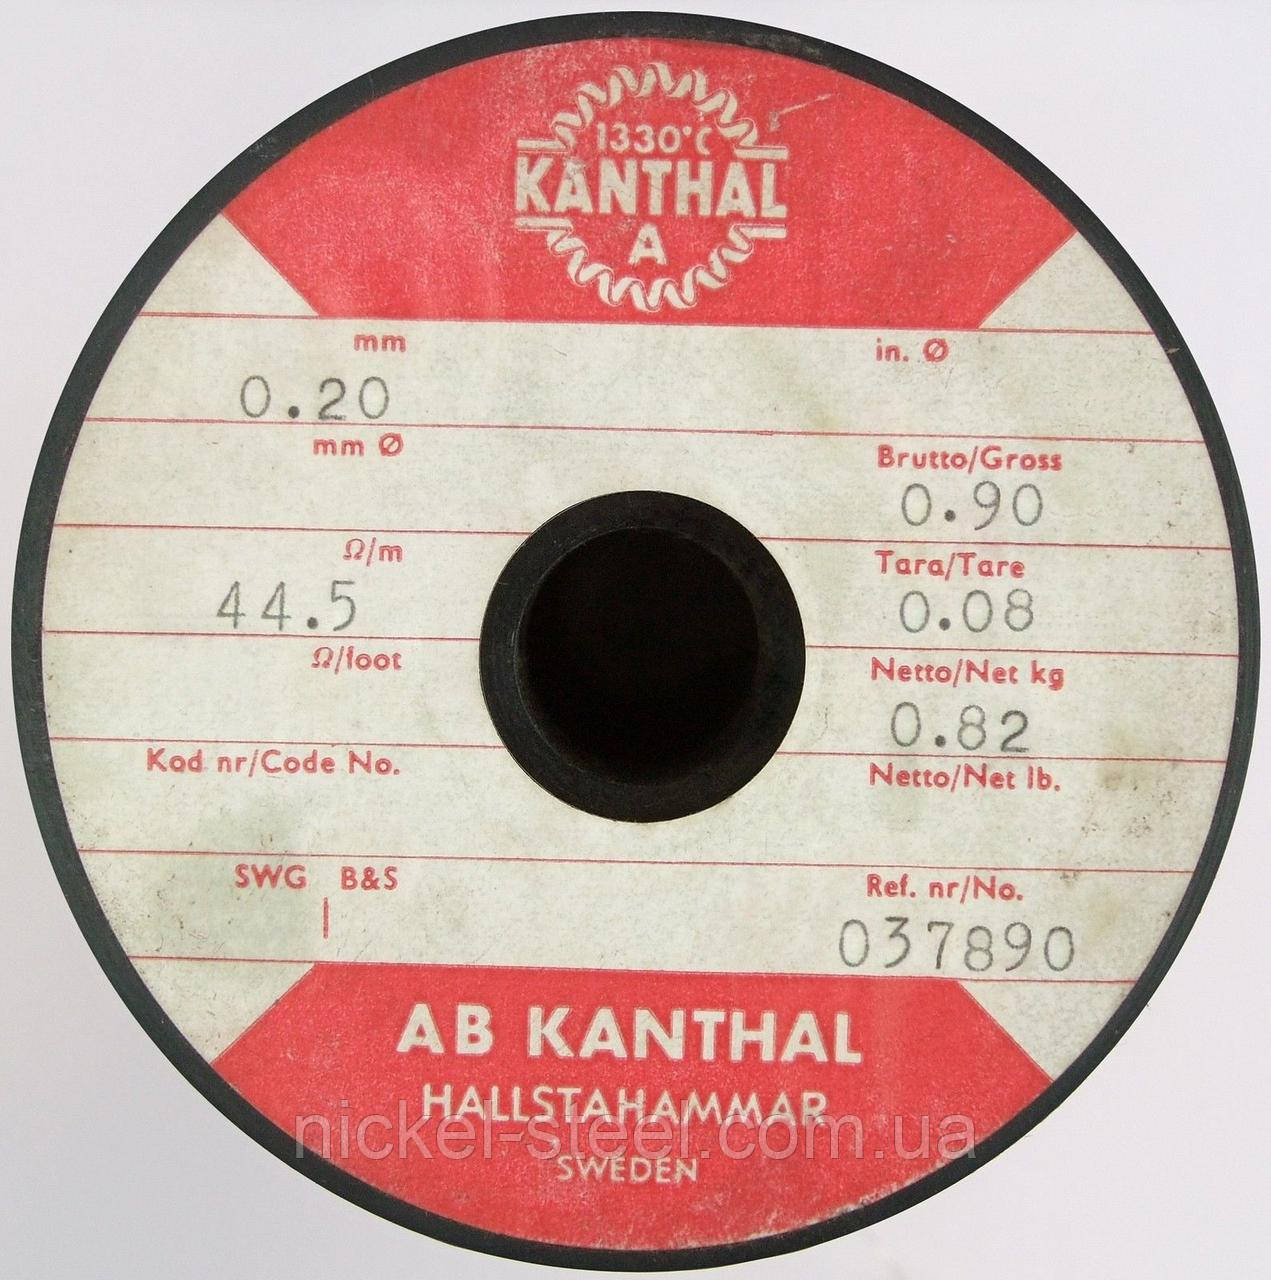 1330°C
KANTHAL
A
mm
in. Ø
0.20
mm Ø
Brutto/Gross
0.90
Ω/m
Tara/Tare
44.5
0.08
Ω/foot
Netto/Net kg
0.82
Kod nr/Code No.
Netto/Net lb.
SWG B&S
Ref. nr/No.
037890
AB KANTHAL
HALLSTAHAMMAR
nickel-steel.com.ua
SWEDEN